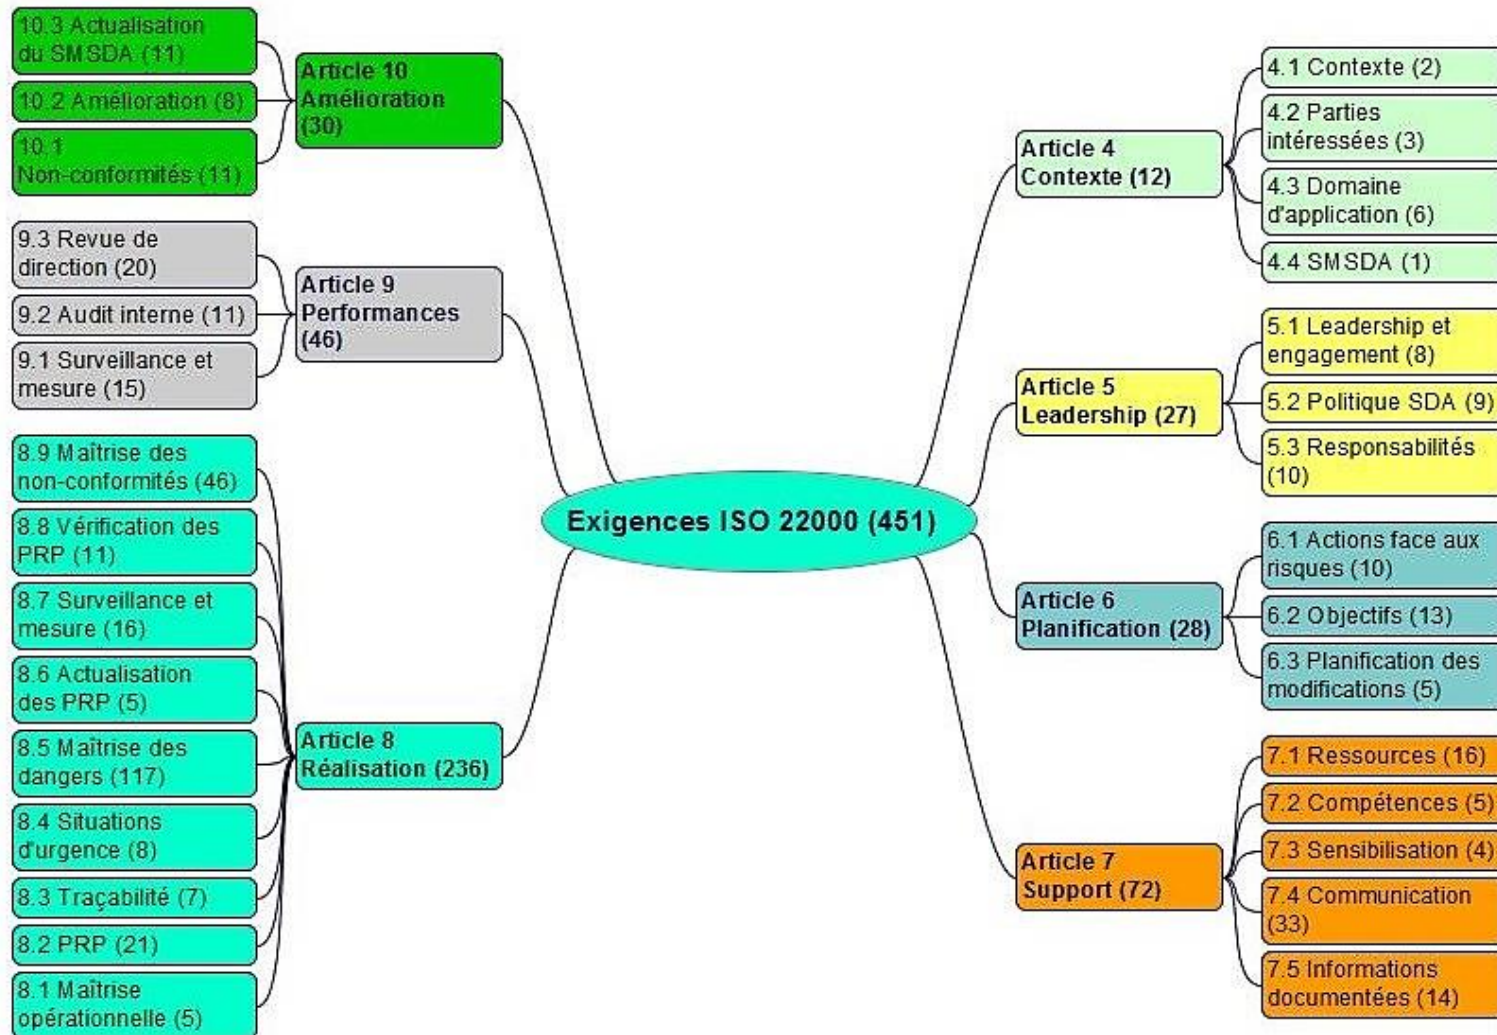 10.3 Actualisation
du SMSDA (11)
10.2 Amélioration (8)
10.1
Non-conformités (11)
Article 10
Amélioration
(30)
9.3 Revue de
direction (20)
9.2 Audit interne (11)
9.1 Surveillance et
mesure (15)
Article 9
Performances
(46)
8.9 Maîtrise des
non-conformités (46)
8.8 Vérification des
PRP (11)
8.7 Surveillance et
mesure (16)
8.6 Actualisation
des PRP (5)
8.5 Maîtrise des
dangers (117)
8.4 Situations
d'urgence (8)
8.3 Traçabilité (7)
8.2 PRP (21)
8.1 Maîtrise
opérationnelle (5)
Article 8
Réalisation (236)
Exigences ISO 22000 (451)
Article 4
Contexte (12)
4.1 Contexte (2)
4.2 Parties
intéressées (3)
4.3 Domaine
d'application (6)
4.4 SMSDA (1)
Article 5
Leadership (27)
5.1 Leadership et
engagement (8)
5.2 Politique SDA (9)
5.3 Responsabilités
(10)
Article 6
Planification (28)
6.1 Actions face aux
risques (10)
6.2 Objectifs (13)
6.3 Planification des
modifications (5)
Article 7
Support (72)
7.1 Ressources (16)
7.2 Compétences (5)
7.3 Sensibilisation (4)
7.4 Communication
(33)
7.5 Informations
documentées (14)